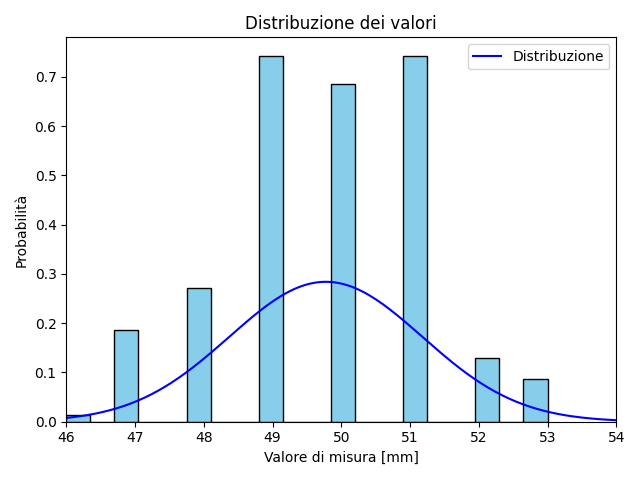 Distribuzione dei valori
Distribuzione
Probabilità
0.7
0.6
0.5
0.4
0.3
0.2
0.1
0.0
46 47 48 49 50 51 52 53 54
Valore di misura [mm]